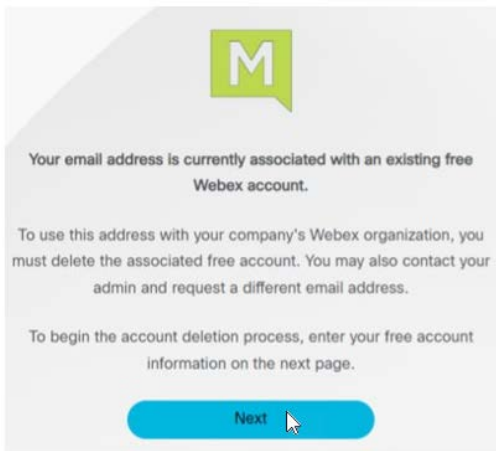 M
Your email address is currently associated with an existing free
Webex account.
To use this address with your company's Webex organization, you
must delete the associated free account. You may also contact your
admin and request a different email address.
To begin the account deletion process, enter your free account
information on the next page.
Next